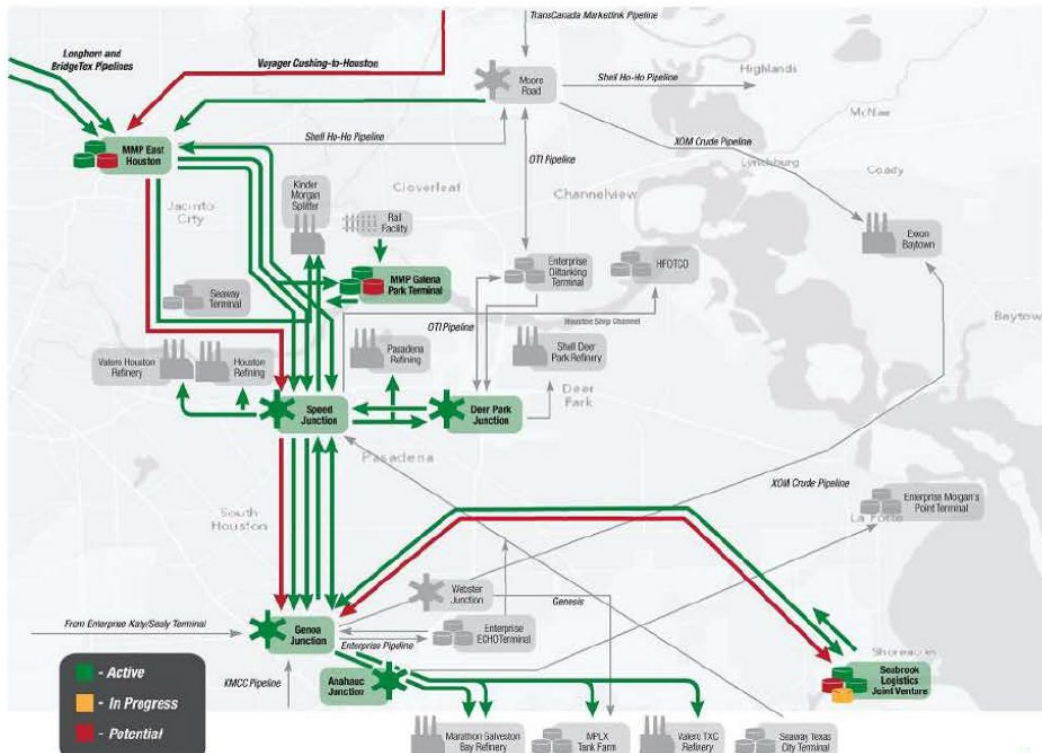 TransCanada Marketlink Pipeline
Longhorn and
BridgeTex Pipelines
Voyager Cushing-to-Houston
Moore
Road
Shell Ho-Ho Pipeline
Highlands
McNair
Shell Ho-Ho Pipeline
XOM Crude Pipeline
MMP East
Houston
OTI Pipeline
Lynchburg
Coady
Kinder
Morgan
Splitter
Cloverleaf
Channelview
Jacinto
City
Rail
Facility
Exxon
Baytown
Enterprise
Oiltanking
Terminal
HFOTCO
MMP Galena
Park Terminal
Seaway
Terminal
Baytow
Houston Ship Channel
OTI Pipeline
Valero Houston
Refinery
Houston
Refining
Pasadena
Refining
Shell Deer
Park Refinery
Deer
Park
Speed
Junction
Deer Park
Junction
Pasadena
XOM Crude Pipeline
South
Houston
Enterprise Morgan's
Point Terminal
La Porte
Webster
Junction
Genesis
From Enterprise Katy/Sealy Terminal
Genoa
Junction
Enterprise Pipeline
Enterprise
ECHO Terminal
Shoreacres
- Active
- In Progress
- Potential
KMCC Pipeline
Anahauc
Junction
Seabrook
Logistics
Joint Venture
Marathon Galveston
Bay Refinery
MPLX
Tank Farm
Valero TXC
Refinery
Seaway Texas
City Terminal